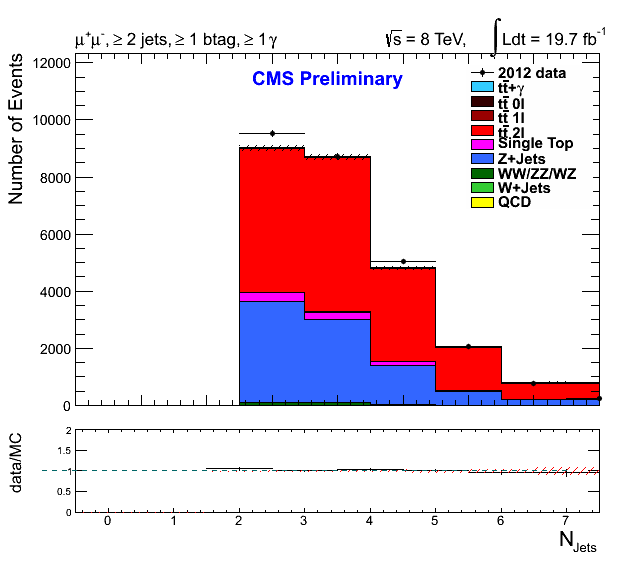 μ⁺μ⁻, ≥ 2 jets, ≥ 1 btag, ≥ 1 γ
√s = 8 TeV, ∫ Ldt = 19.7 fb⁻¹
CMS Preliminary
2012 data
tt̄+γ
tt̄ 0l
tt̄ 1l
tt̄ 2l
Single Top
Z+Jets
WW/ZZ/WZ
W+Jets
QCD
Number of Events
12000
10000
8000
6000
4000
2000
0
data/MC
2
1.5
1
0.5
0
0 1 2 3 4 5 6 7
N_Jets